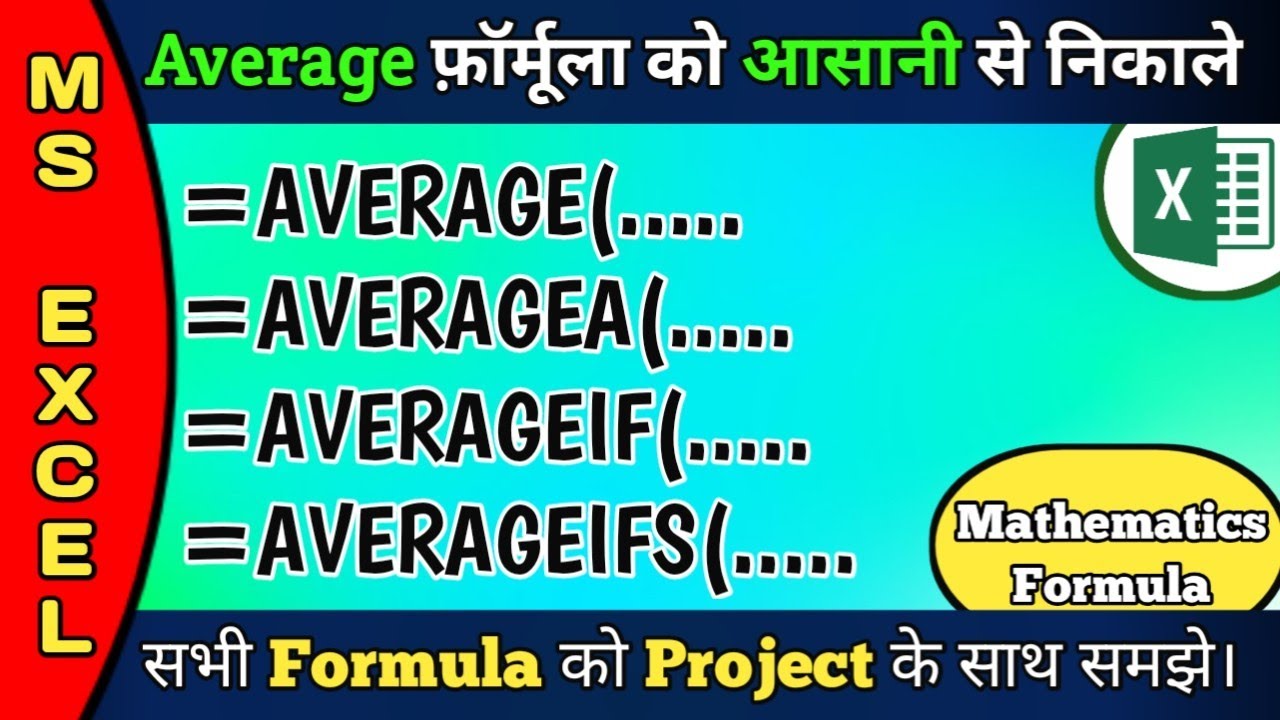 MS EXCEL
Average फ़ॉर्मूला को आसानी से निकाले
=AVERAGE(.....
=AVERAGEA(.....
=AVERAGEIF(.....
=AVERAGEIFS(.....
X
Mathematics
Formula
सभी Formula को Project के साथ समझे।